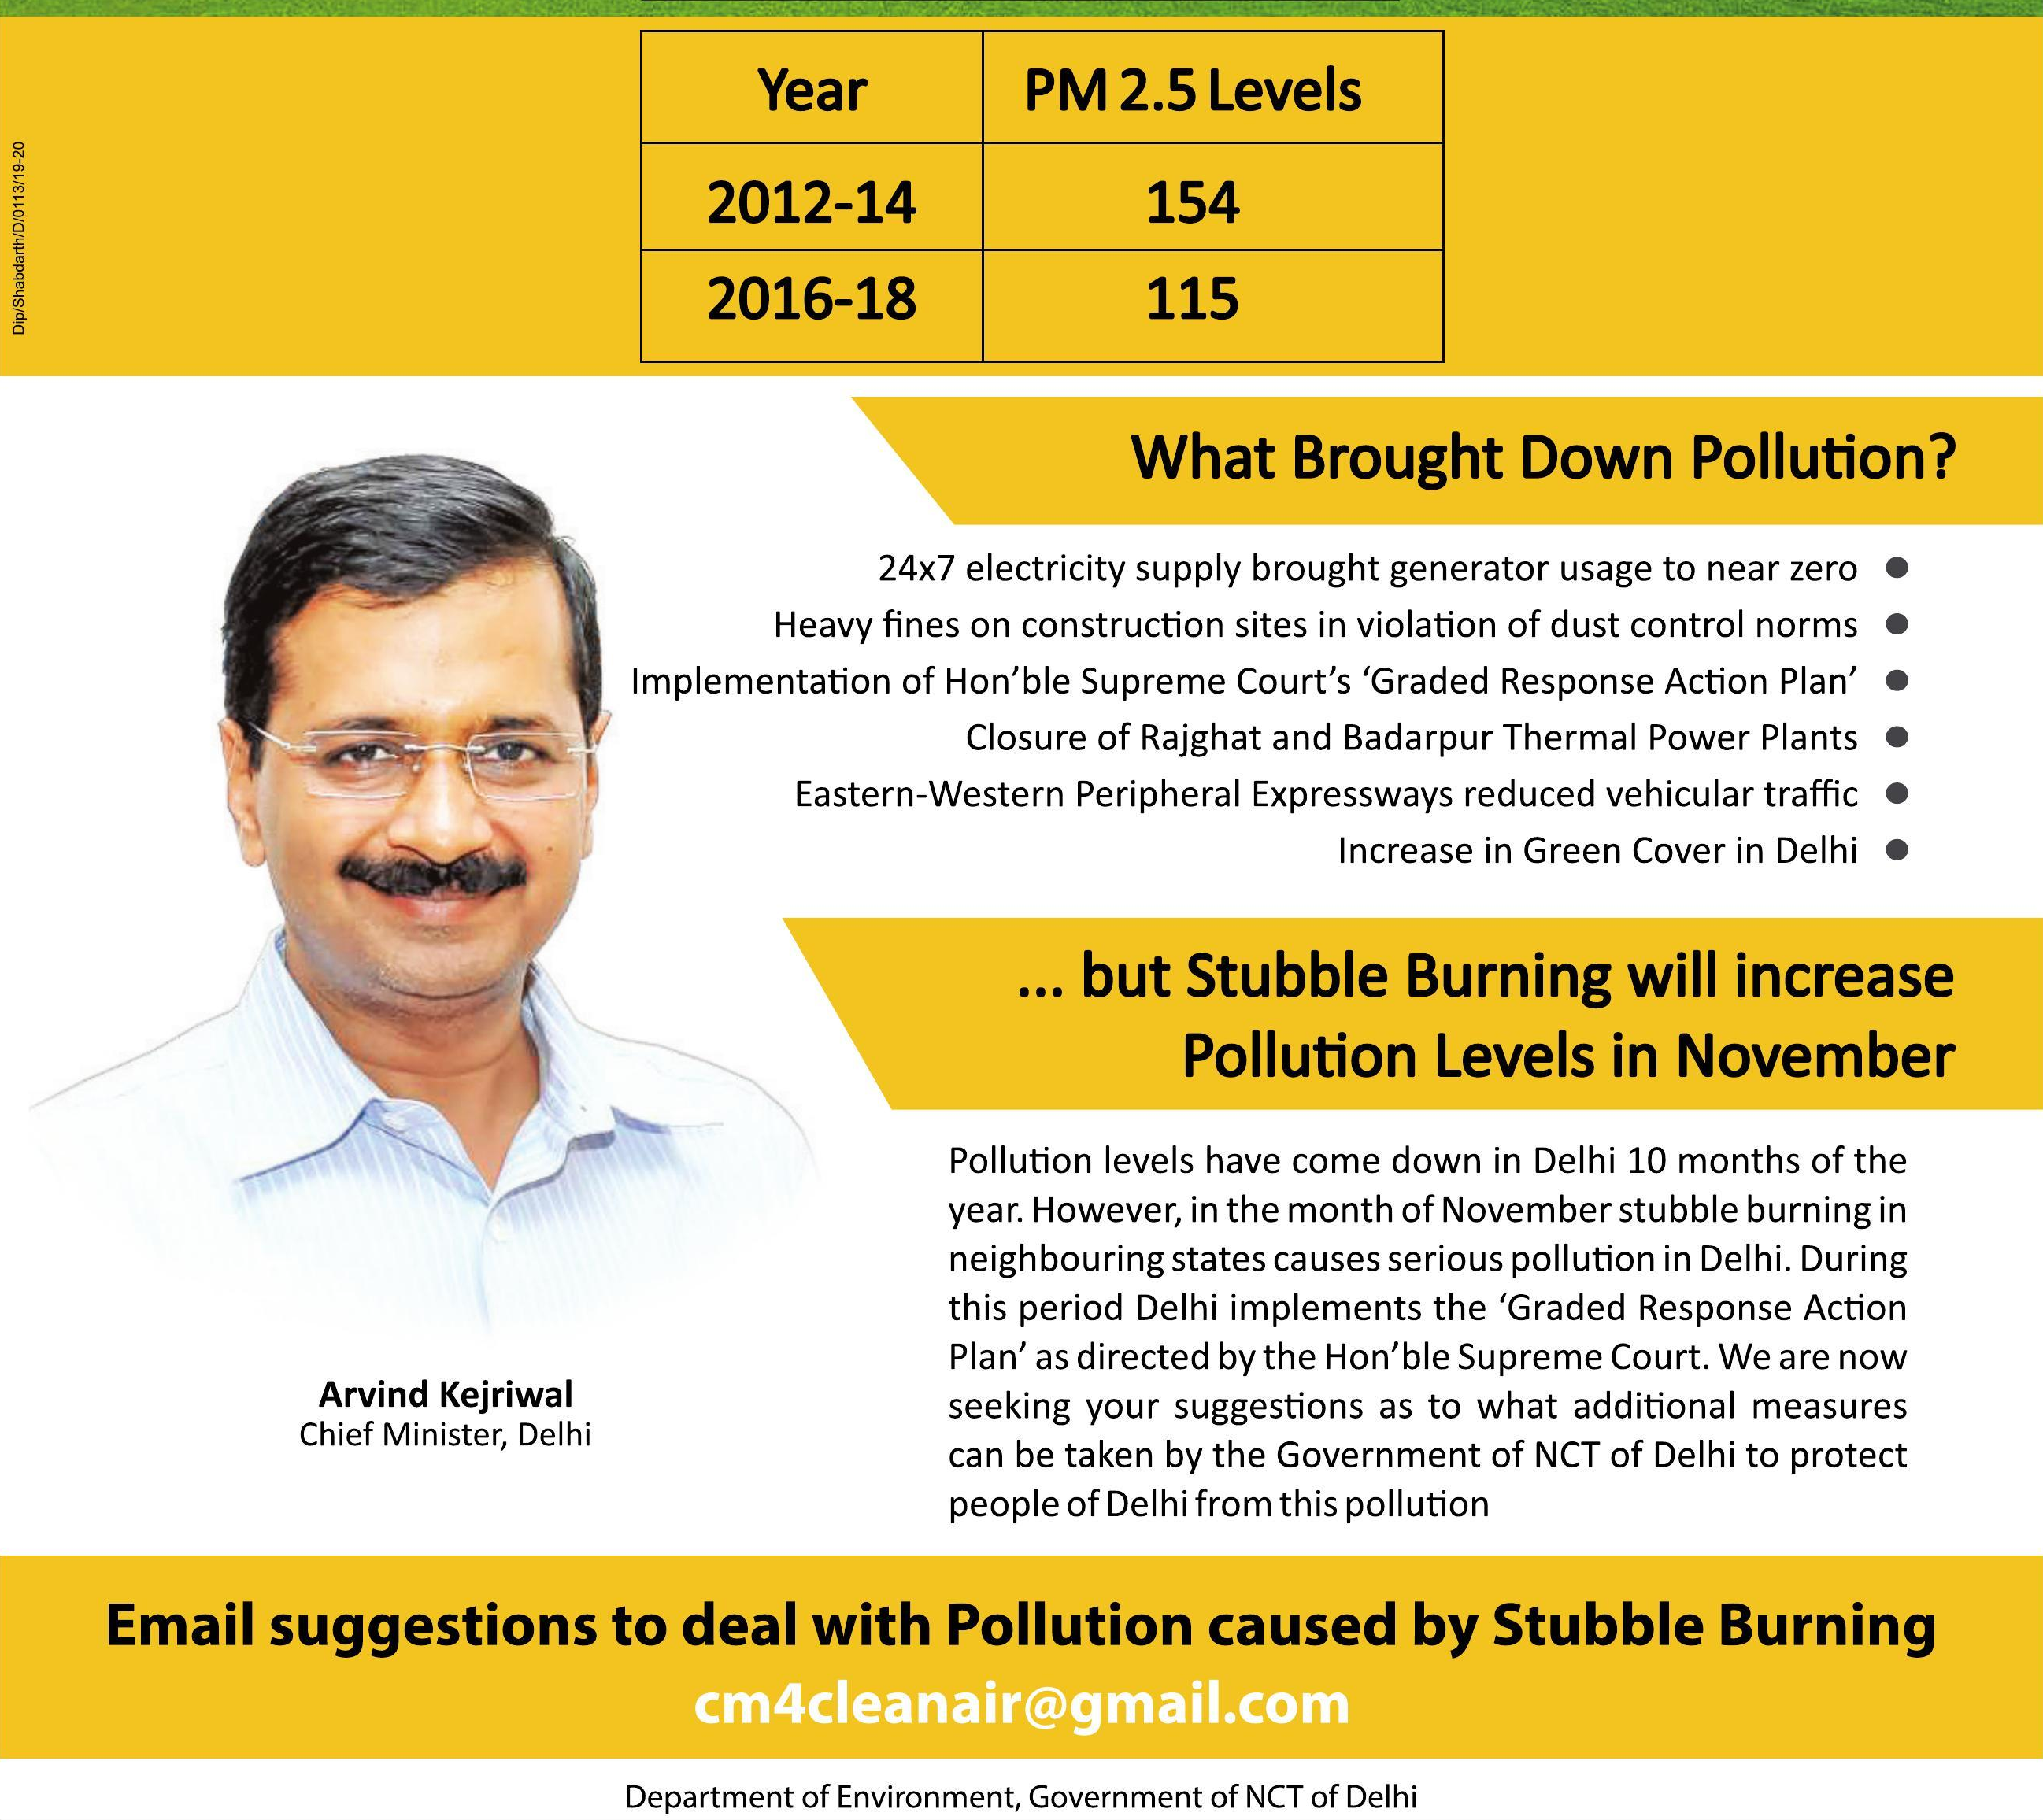 Year PM 2.5 Levels
2012-14 154
2016-18 115
Dip/Shabdarth/D/0113/19-20
What Brought Down Pollution?
24x7 electricity supply brought generator usage to near zero ●
Heavy fines on construction sites in violation of dust control norms ●
Implementation of Hon’ble Supreme Court’s ‘Graded Response Action Plan’ ●
Closure of Rajghat and Badarpur Thermal Power Plants ●
Eastern-Western Peripheral Expressways reduced vehicular traffic ●
Increase in Green Cover in Delhi ●
... but Stubble Burning will increase
Pollution Levels in November
Pollution levels have come down in Delhi 10 months of the
year. However, in the month of November stubble burning in
neighbouring states causes serious pollution in Delhi. During
this period Delhi implements the ‘Graded Response Action
Plan’ as directed by the Hon’ble Supreme Court. We are now
seeking your suggestions as to what additional measures
can be taken by the Government of NCT of Delhi to protect
people of Delhi from this pollution
Arvind Kejriwal
Chief Minister, Delhi
Email suggestions to deal with Pollution caused by Stubble Burning
cm4cleanair@gmail.com
Department of Environment, Government of NCT of Delhi